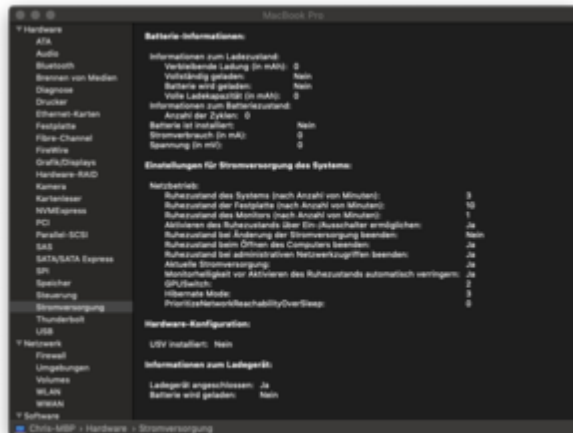 MacBook Pro
Hardware
ATA
Audio
Bluetooth
Brennen von Medien
Diagnose
Drucker
Ethernet-Karten
Festplatte
Fibre-Channel
FireWire
Grafik/Displays
Hardware-RAID
Kamera
Kartenleser
NVMExpress
PCI
Parallel-SCSI
SAS
SATA/SATA Express
SPI
Speicher
Steuerung
Stromversorgung
Thunderbolt
USB
Netzwerk
Firewall
Umgebungen
Volumes
WLAN
WWAN
Software
Batterie-Informationen:
Informationen zum Ladezustand:
Verbleibende Ladung (in mAh): 0
Vollständig geladen: Nein
Batterie wird geladen: Nein
Volle Ladekapazität (in mAh): 0
Informationen zum Batteriezustand:
Anzahl der Zyklen: 0
Batterie ist installiert: Nein
Stromverbrauch (in mA): 0
Spannung (in mV): 0
Einstellungen für Stromversorgung des Systems:
Netzbetrieb:
Ruhezustand des Systems (nach Anzahl von Minuten): 3
Ruhezustand der Festplatte (nach Anzahl von Minuten): 10
Ruhezustand des Monitors (nach Anzahl von Minuten): 1
Aktivieren des Ruhezustands über Ein-/Ausschalter ermöglichen: Ja
Ruhezustand bei Änderung der Stromversorgung beenden: Nein
Ruhezustand beim Öffnen des Computers beenden: Ja
Ruhezustand bei administrativen Netzwerkzugriffen beenden: Ja
Aktuelle Stromversorgung: Ja
Monitorhelligkeit vor Aktivieren des Ruhezustands automatisch verringern: Ja
GPUSwitch: 2
Hibernate Mode: 3
PrioritizeNetworkReachabilityOverSleep: 0
Hardware-Konfiguration:
USV installiert: Nein
Informationen zum Ladegerät:
Ladegerät angeschlossen: Ja
Batterie wird geladen: Nein
Chris-MBP › Hardware › Stromversorgung